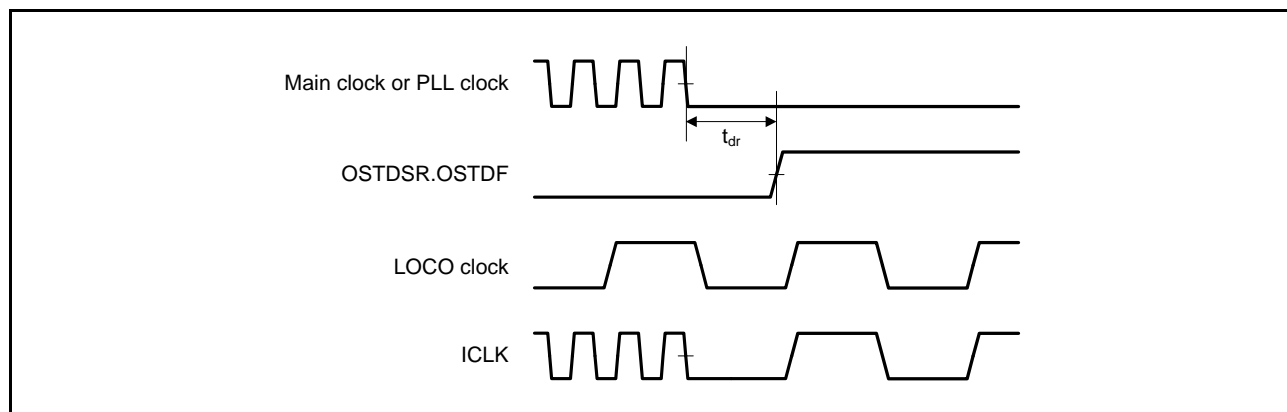 Main clock or PLL clock
tdr
OSTDSR.OSTDF
LOCO clock
ICLK